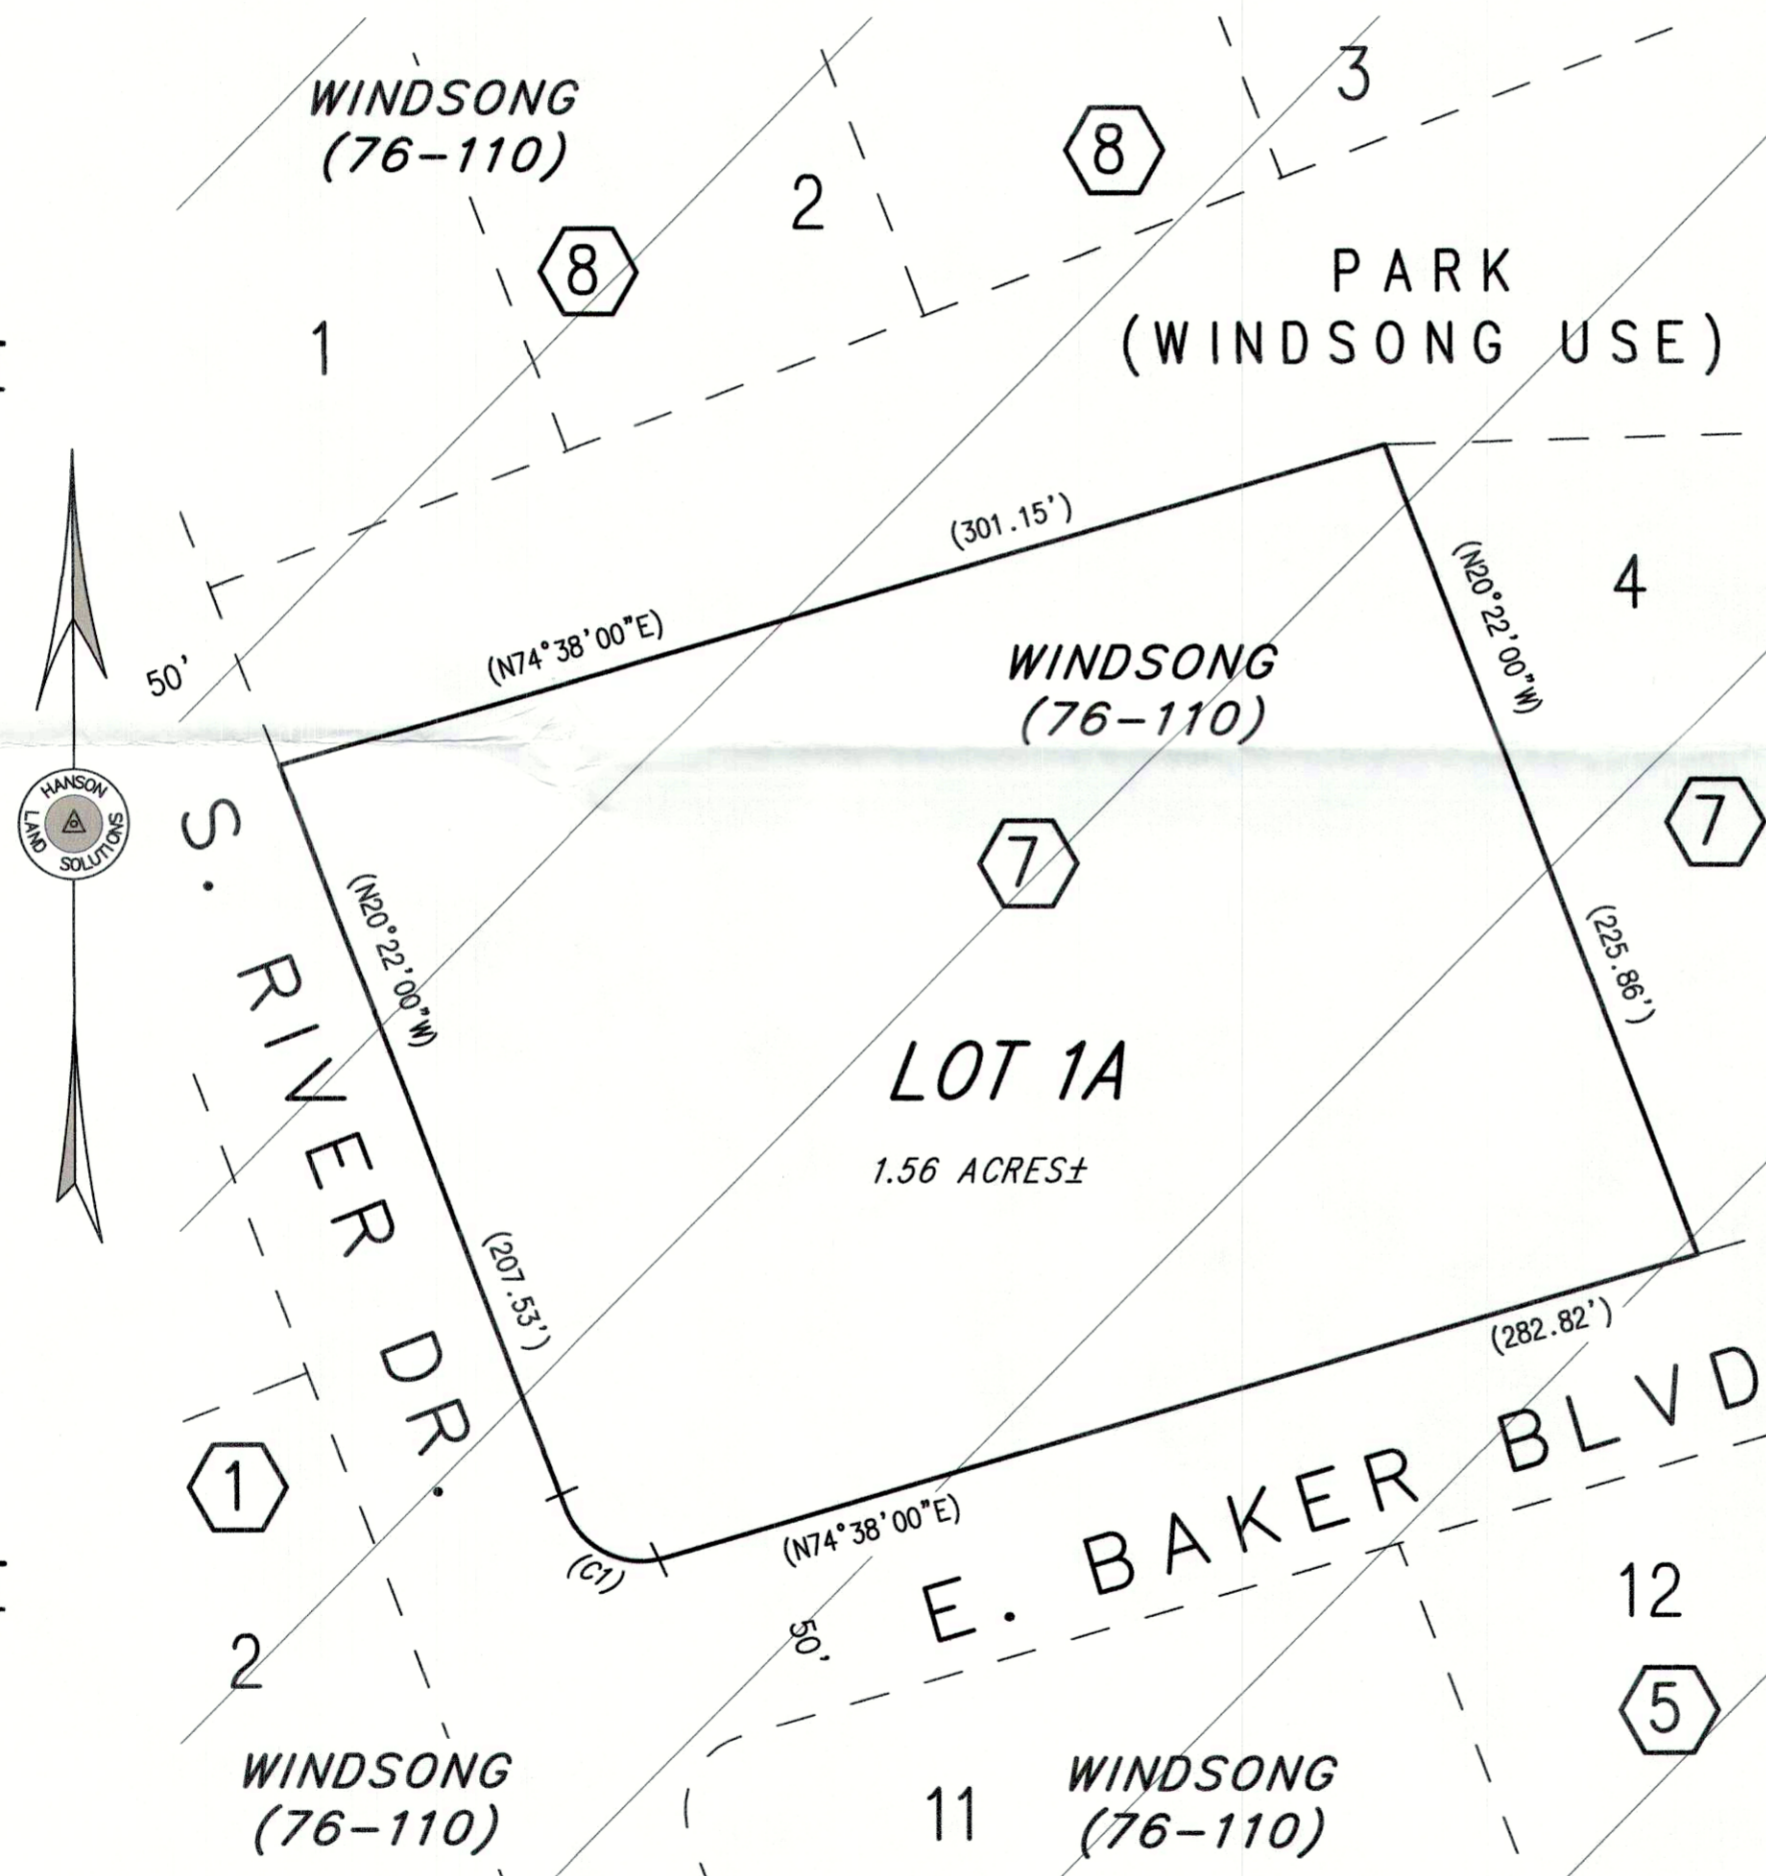 WINDSONG
(76-110)
2
8
3
8
1
PARK
(WINDSONG USE)
50'
(N74°38'00"E)
(301.15')
(N20°22'00"W)
4
WINDSONG
(76-110)
HANSON
LAND SOLUTIONS
7
7
S. RIVER DR.
(N20°22'00"W)
(225.86')
LOT 1A
1.56 ACRES±
(207.53')
(282.82')
1
(C1)
(N74°38'00"E)
E. BAKER BLVD
50'
12
2
5
WINDSONG
(76-110)
11
WINDSONG
(76-110)